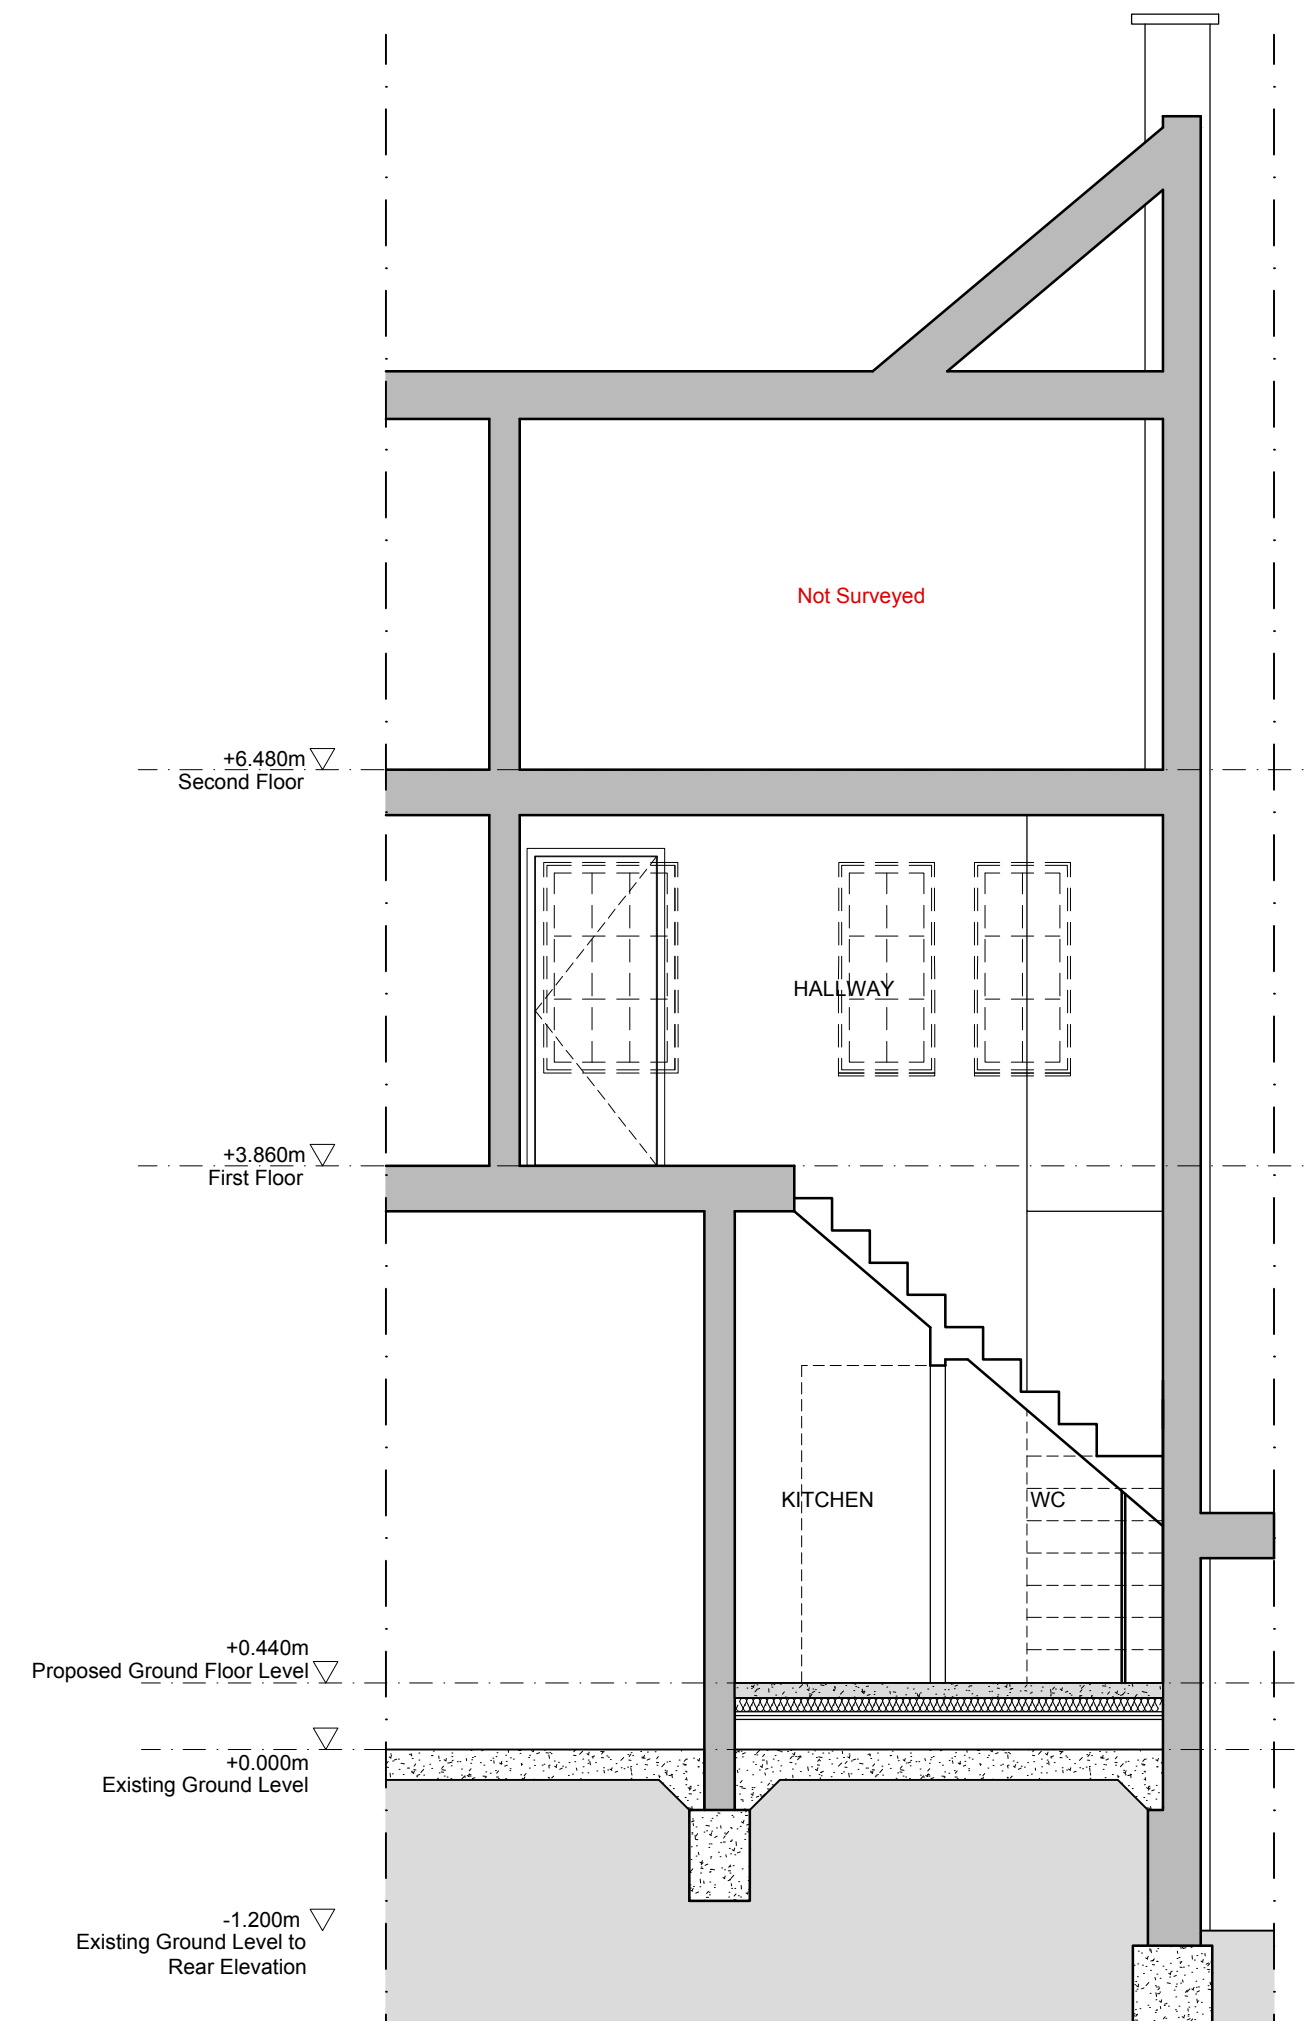 Not Surveyed
+6.480m
Second Floor
HALLWAY
+3.860m
First Floor
KITCHEN
WC
+0.440m
Proposed Ground Floor Level
+0.000m
Existing Ground Level
-1.200m
Existing Ground Level to
Rear Elevation